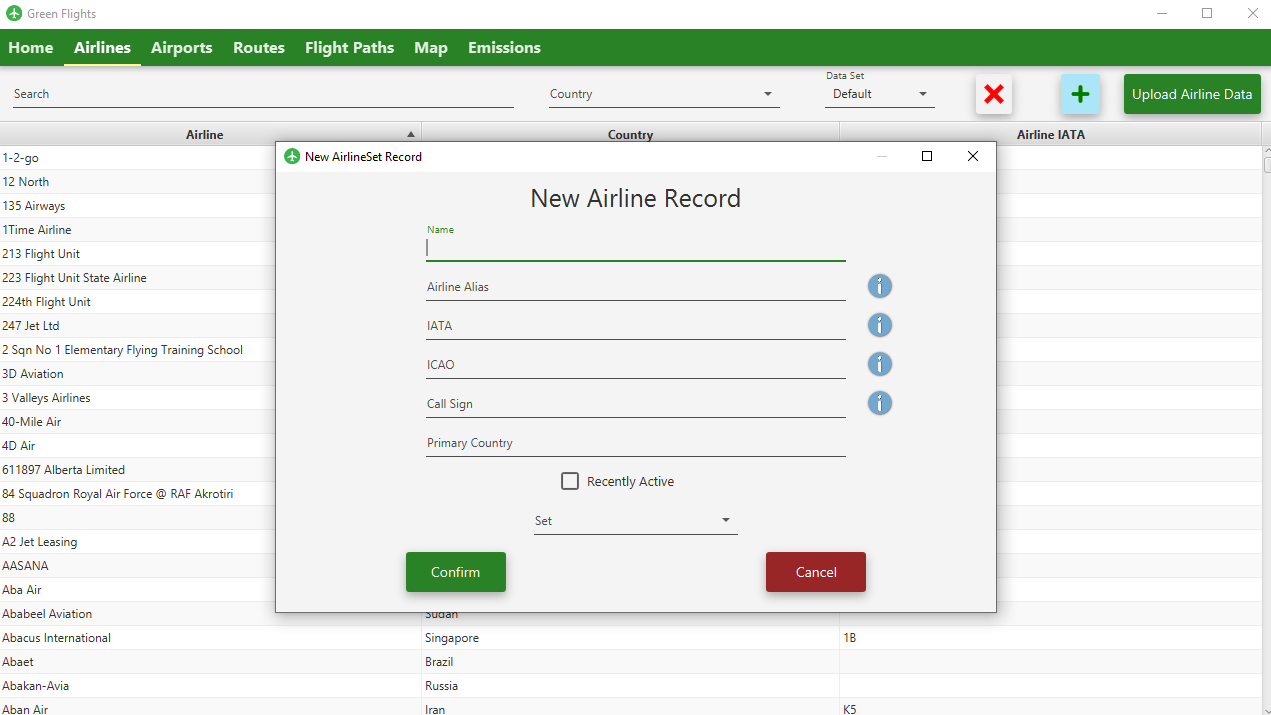 Green Flights
Home Airlines Airports Routes Flight Paths Map Emissions
Search
Country
Data Set
Default
Upload Airline Data
Airline Country Airline IATA
1-2-go
12 North
135 Airways
1Time Airline
213 Flight Unit
223 Flight Unit State Airline
224th Flight Unit
247 Jet Ltd
2 Sqn No 1 Elementary Flying Training School
3D Aviation
3 Valleys Airlines
40-Mile Air
4D Air
611897 Alberta Limited
84 Squadron Royal Air Force @ RAF Akrotiri
88
A2 Jet Leasing
AASANA
Aba Air
Ababeel Aviation Sudan
Abacus International Singapore 1B
Abaet Brazil
Abakan-Avia Russia
Aban Air Iran K5
New AirlineSet Record
New Airline Record
Name
Airline Alias
IATA
ICAO
Call Sign
Primary Country
Recently Active
Set
Confirm Cancel